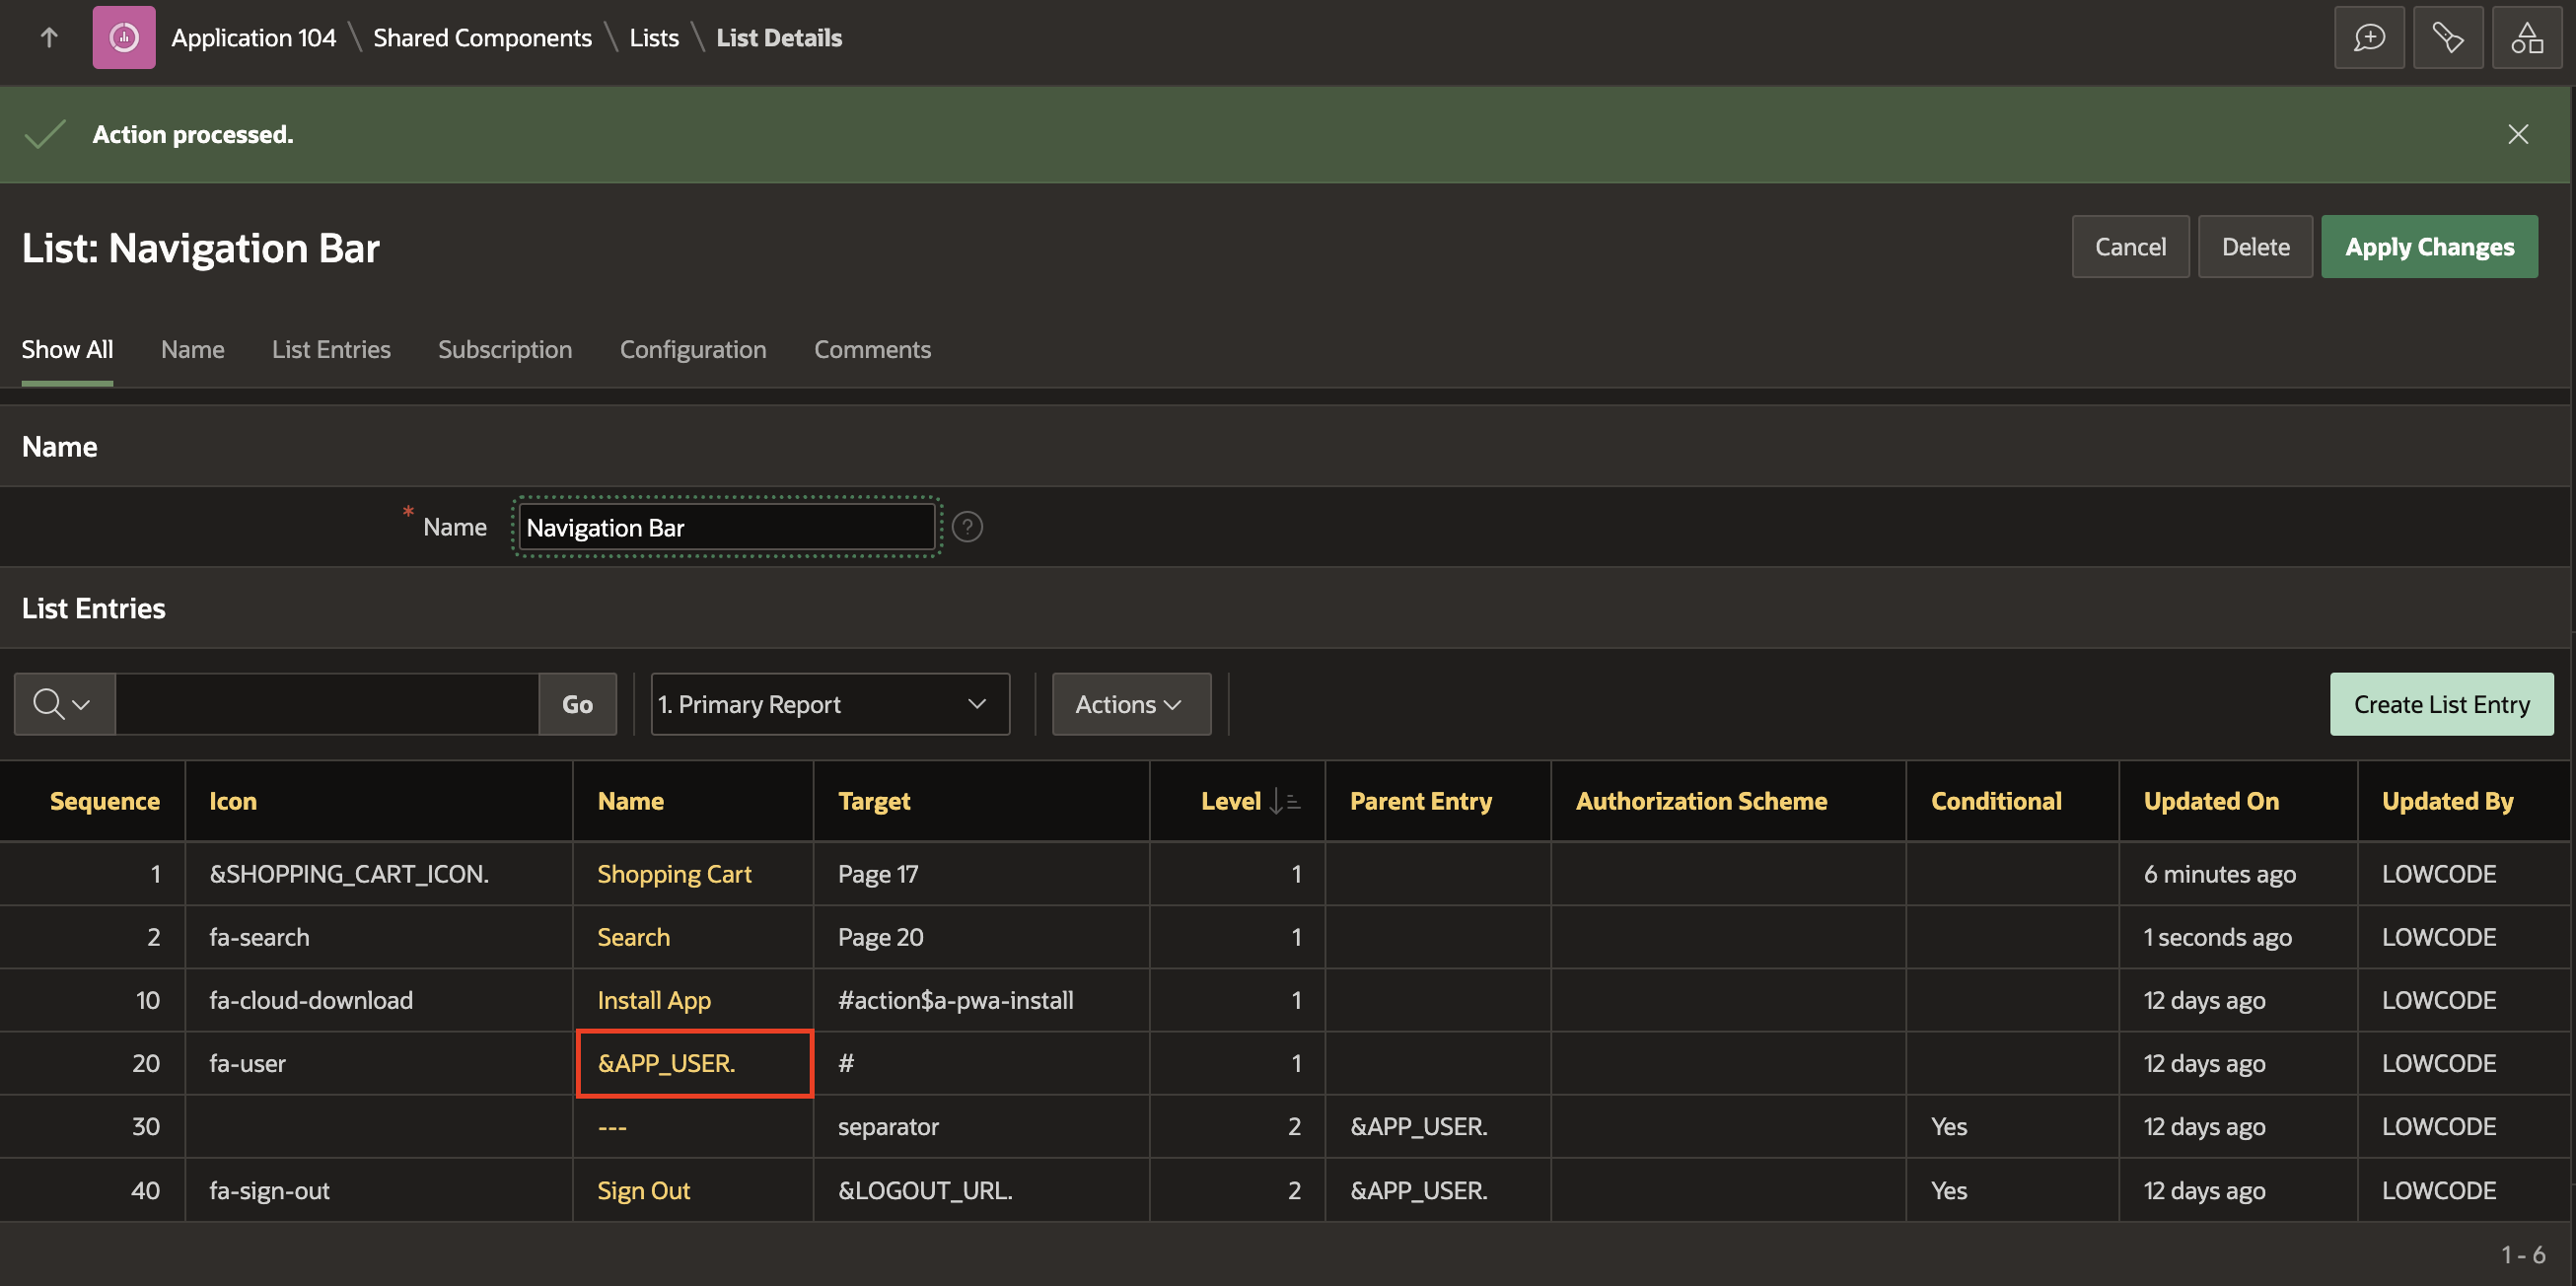 Application 104 \ Shared Components \ Lists \ List Details
Action processed.
List: Navigation Bar
Cancel Delete Apply Changes
Show All Name List Entries Subscription Configuration Comments
Name
* Name Navigation Bar ?
List Entries
Go 1. Primary Report Actions Create List Entry
Sequence Icon Name Target Level Parent Entry Authorization Scheme Conditional Updated On Updated By
1 &SHOPPING_CART_ICON. Shopping Cart Page 17 1 6 minutes ago LOWCODE
2 fa-search Search Page 20 1 1 seconds ago LOWCODE
10 fa-cloud-download Install App #action$a-pwa-install 1 12 days ago LOWCODE
20 fa-user &APP_USER. # 1 12 days ago LOWCODE
30 --- separator 2 &APP_USER. Yes 12 days ago LOWCODE
40 fa-sign-out Sign Out &LOGOUT_URL. 2 &APP_USER. Yes 12 days ago LOWCODE
1 - 6